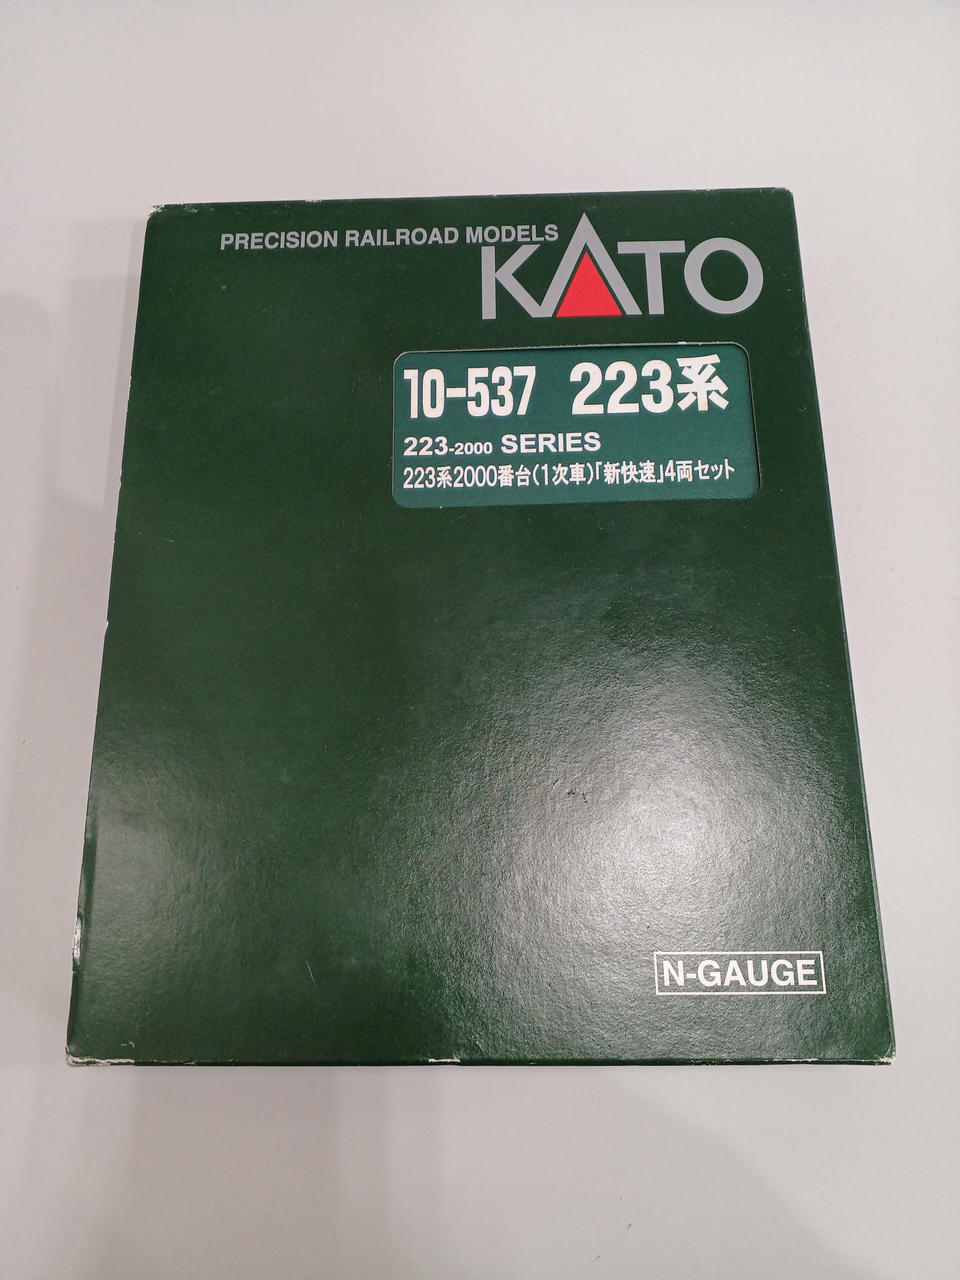 PRECISION RAILROAD MODELS
KATO
10-537 223系
223-2000 SERIES
223系2000番台(1次車)「新快速」4両セット
N-GAUGE